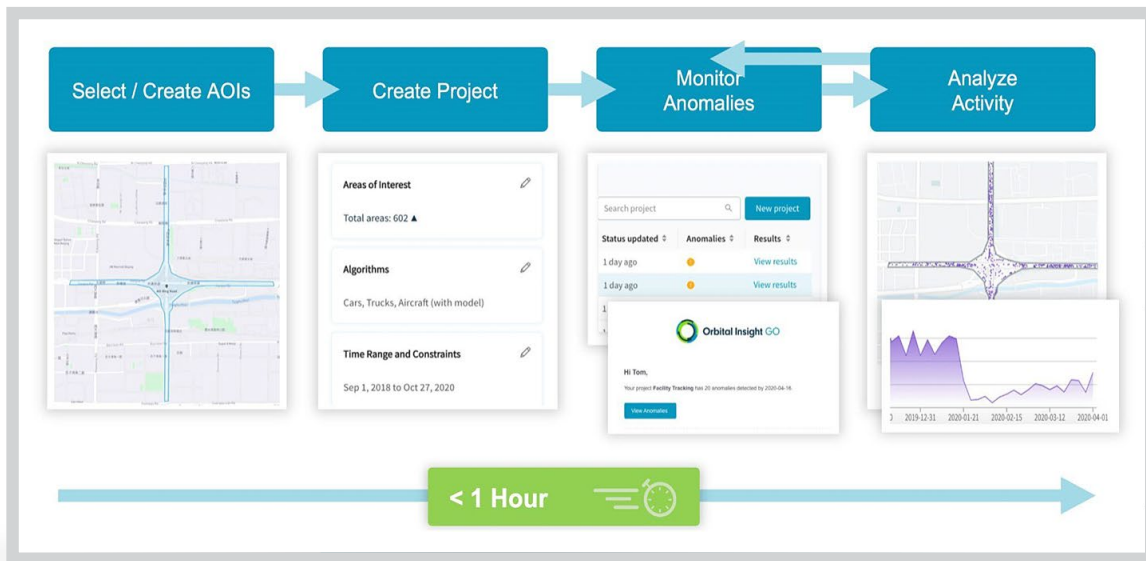 Select / Create AOIs
Create Project
Monitor
Anomalies
Analyze
Activity
Areas of Interest
Total areas: 602 ▲
Algorithms
Cars, Trucks, Aircraft (with model)
Time Range and Constraints
Sep 1, 2018 to Oct 27, 2020
Search project
New project
Status updated Anomalies Results
1 day ago View results
1 day ago View results
1
Orbital Insight GO
Hi Tom,
Your project Facility Tracking has 20 anomalies detected by 2020-04-16.
View Anomalies
2019-12-31 2020-01-21 2020-02-15 2020-03-12 2020-04-01
< 1 Hour